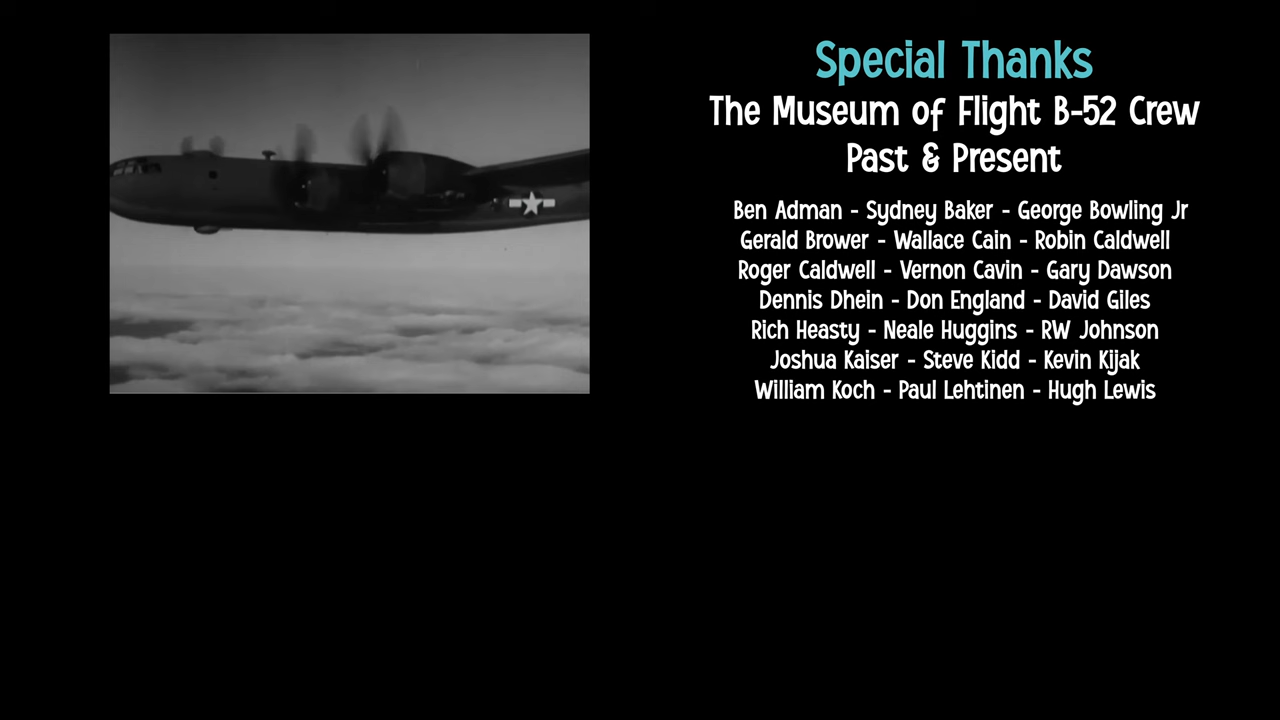 Special Thanks
The Museum of Flight B-52 Crew
Past & Present
Ben Adman - Sydney Baker - George Bowling Jr
Gerald Brower - Wallace Cain - Robin Caldwell
Roger Caldwell - Vernon Cavin - Gary Dawson
Dennis Dhein - Don England - David Giles
Rich Heasty - Neale Huggins - RW Johnson
Joshua Kaiser - Steve Kidd - Kevin Kijak
William Koch - Paul Lehtinen - Hugh Lewis